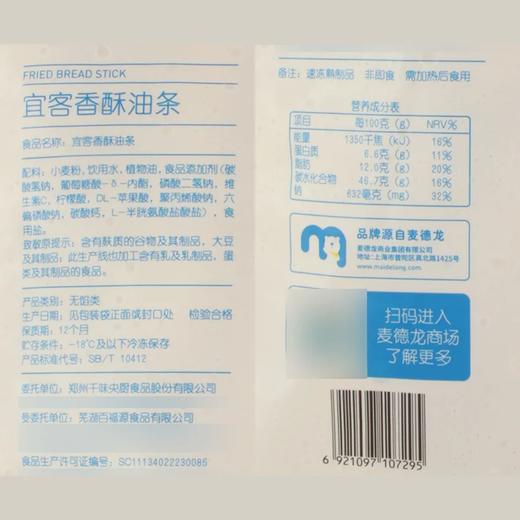 FRIED BREAD STICK
宜客香酥油条
食品名称：宜客香酥油条
配料：小麦粉，饮用水，植物油，食品添加剂（碳
酸氢钠，葡萄糖酸-δ-内酯，磷酸二氢钠，维
生素C，柠檬酸，DL-苹果酸，聚丙烯酸钠，六
偏磷酸钠，碳酸钙，L-半胱氨酸盐酸盐），食
用盐。
致敏原提示：含有麸质的谷物及其制品，大豆
及其制品；此生产线也加工含有乳及乳制品，蛋
类及其制品的食品。
产品类别：无馅类
生产日期：见包装袋正面或封口处 检验合格
保质期：12个月
贮存条件：-18℃及以下冷冻保存
产品标准代号：SB/T 10412
委托单位：郑州千味央厨食品股份有限公司
受委托单位：芜湖百福源食品有限公司
食品生产许可证编号：SC11134022230085
备注：速冻熟制品 非即食 需加热后食用
营养成分表
项目 每100克（g） NRV%
能量 1350千焦（kJ） 16%
蛋白质 6.6克（g） 11%
脂肪 12.0克（g） 20%
碳水化合物 46.7克（g） 16%
钠 632毫克（mg） 32%
品牌源自麦德龙
麦德龙商业集团有限公司
地址：上海市普陀区真北路1425号
www.maidelong.com
扫码进入
麦德龙商场
了解更多
6 921097 107295